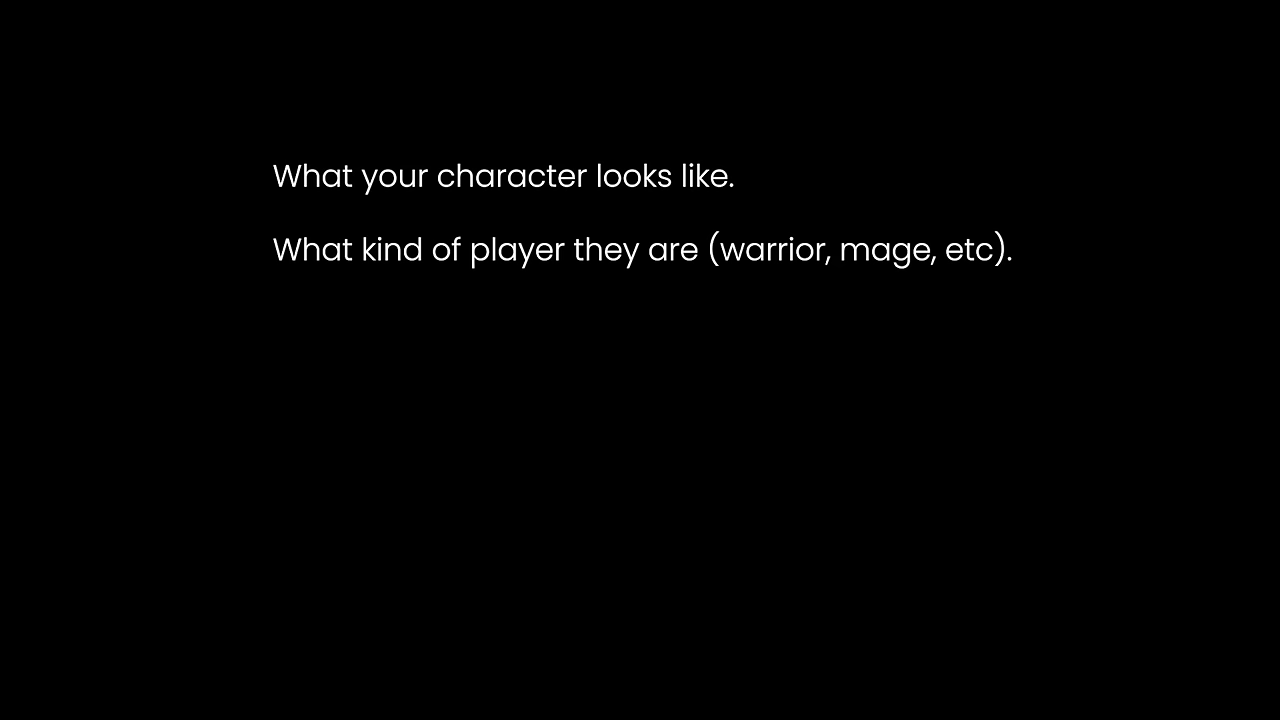 What your character looks like.
What kind of player they are (warrior, mage, etc).